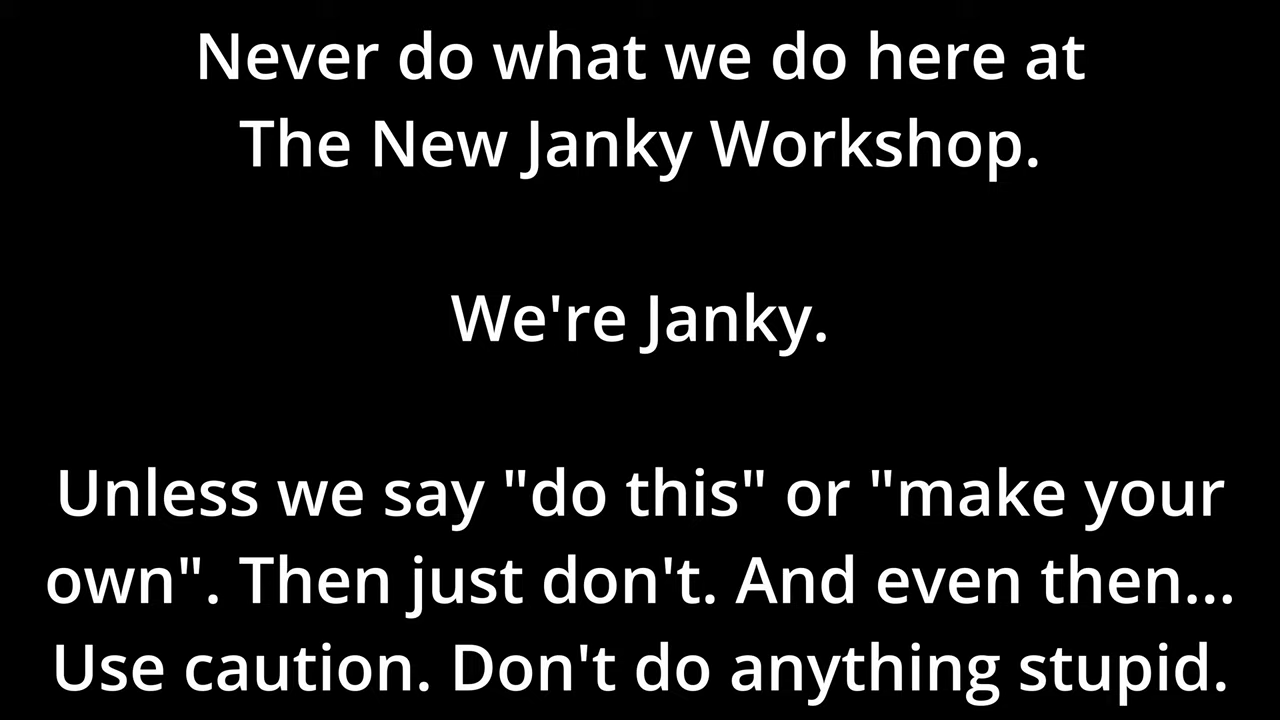 Never do what we do here at
The New Janky Workshop.
We're Janky.
Unless we say "do this" or "make your
own". Then just don't. And even then...
Use caution. Don't do anything stupid.